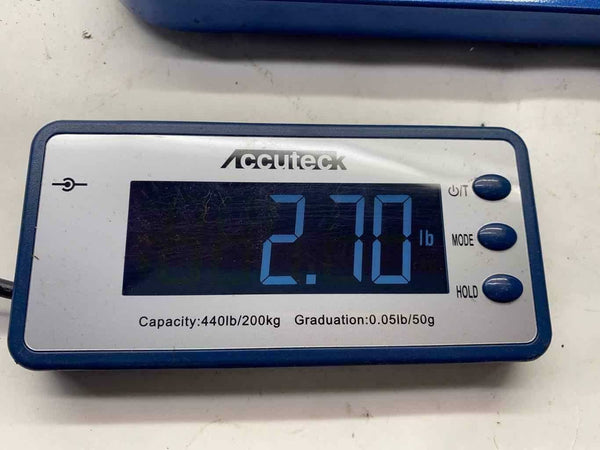 Accuteck
⏻/T
2.70 lb
MODE
HOLD
Capacity:440lb/200kg Graduation:0.05lb/50g